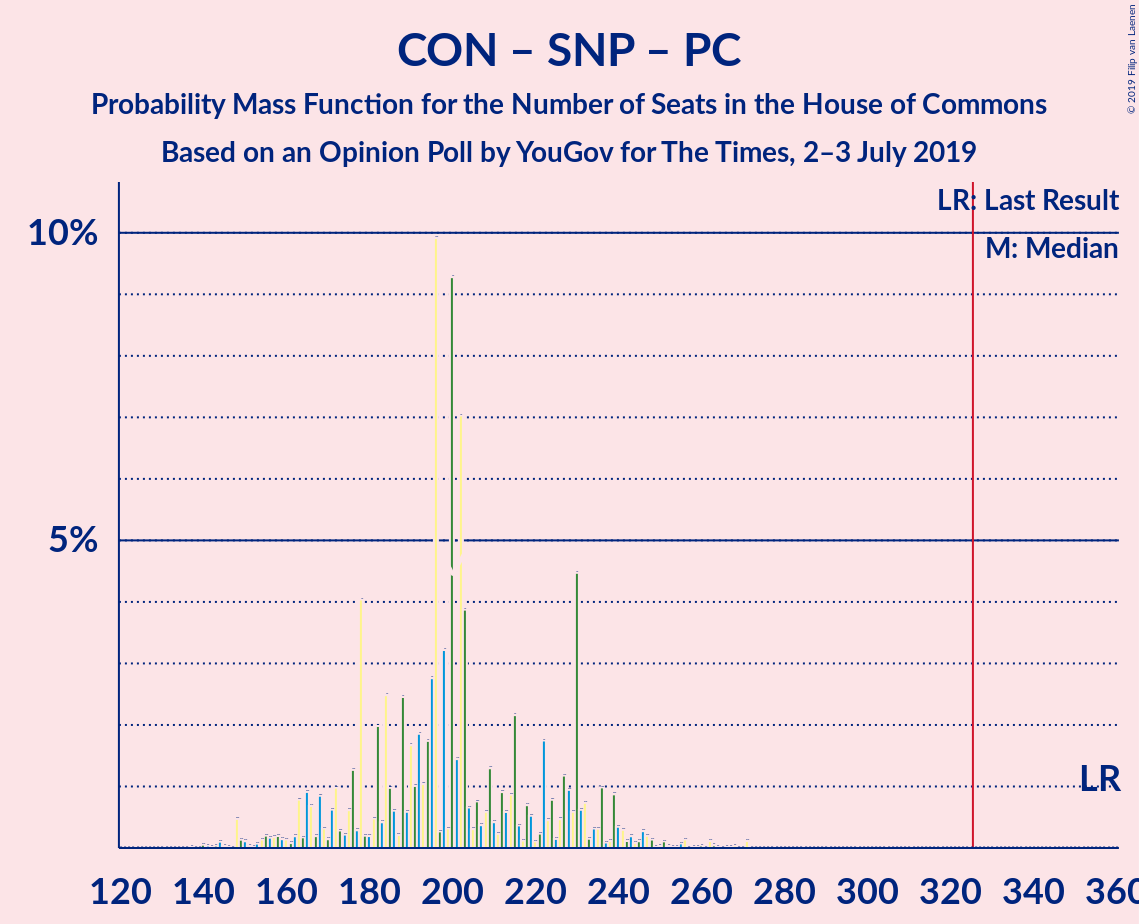 CON – SNP – PC
Probability Mass Function for the Number of Seats in the House of Commons
Based on an Opinion Poll by YouGov for The Times, 2–3 July 2019
© 2019 Filip van Laenen
LR: Last Result
M: Median
10%
5%
LR
120 140 160 180 200 220 240 260 280 300 320 340 360